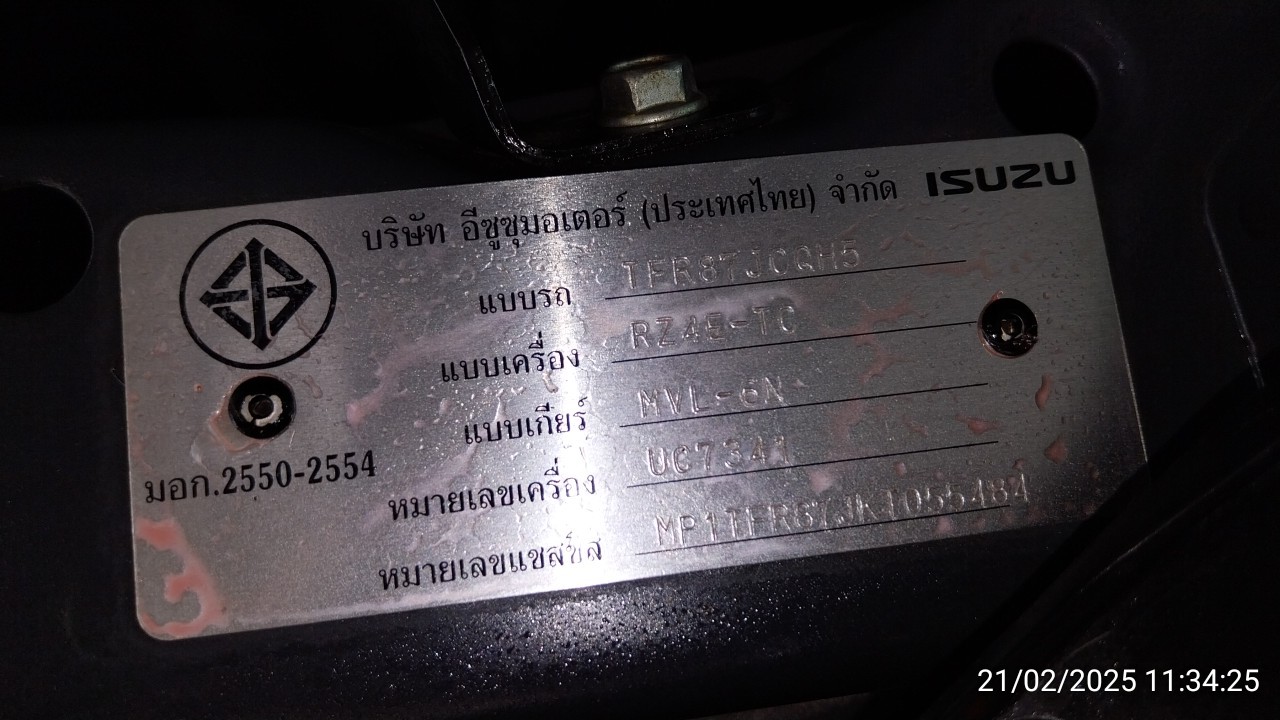 บริษัท อีซูซุมอเตอร์ (ประเทศไทย) จำกัด ISUZU
แบบรถ TFR87JCQH5
แบบเครื่อง RZ4E-TC
แบบเกียร์ MVL-6N
มอก.2550-2554
หมายเลขเครื่อง UC7341
หมายเลขแชสซีส MP1TFR87JKT055484
21/02/2025 11:34:25